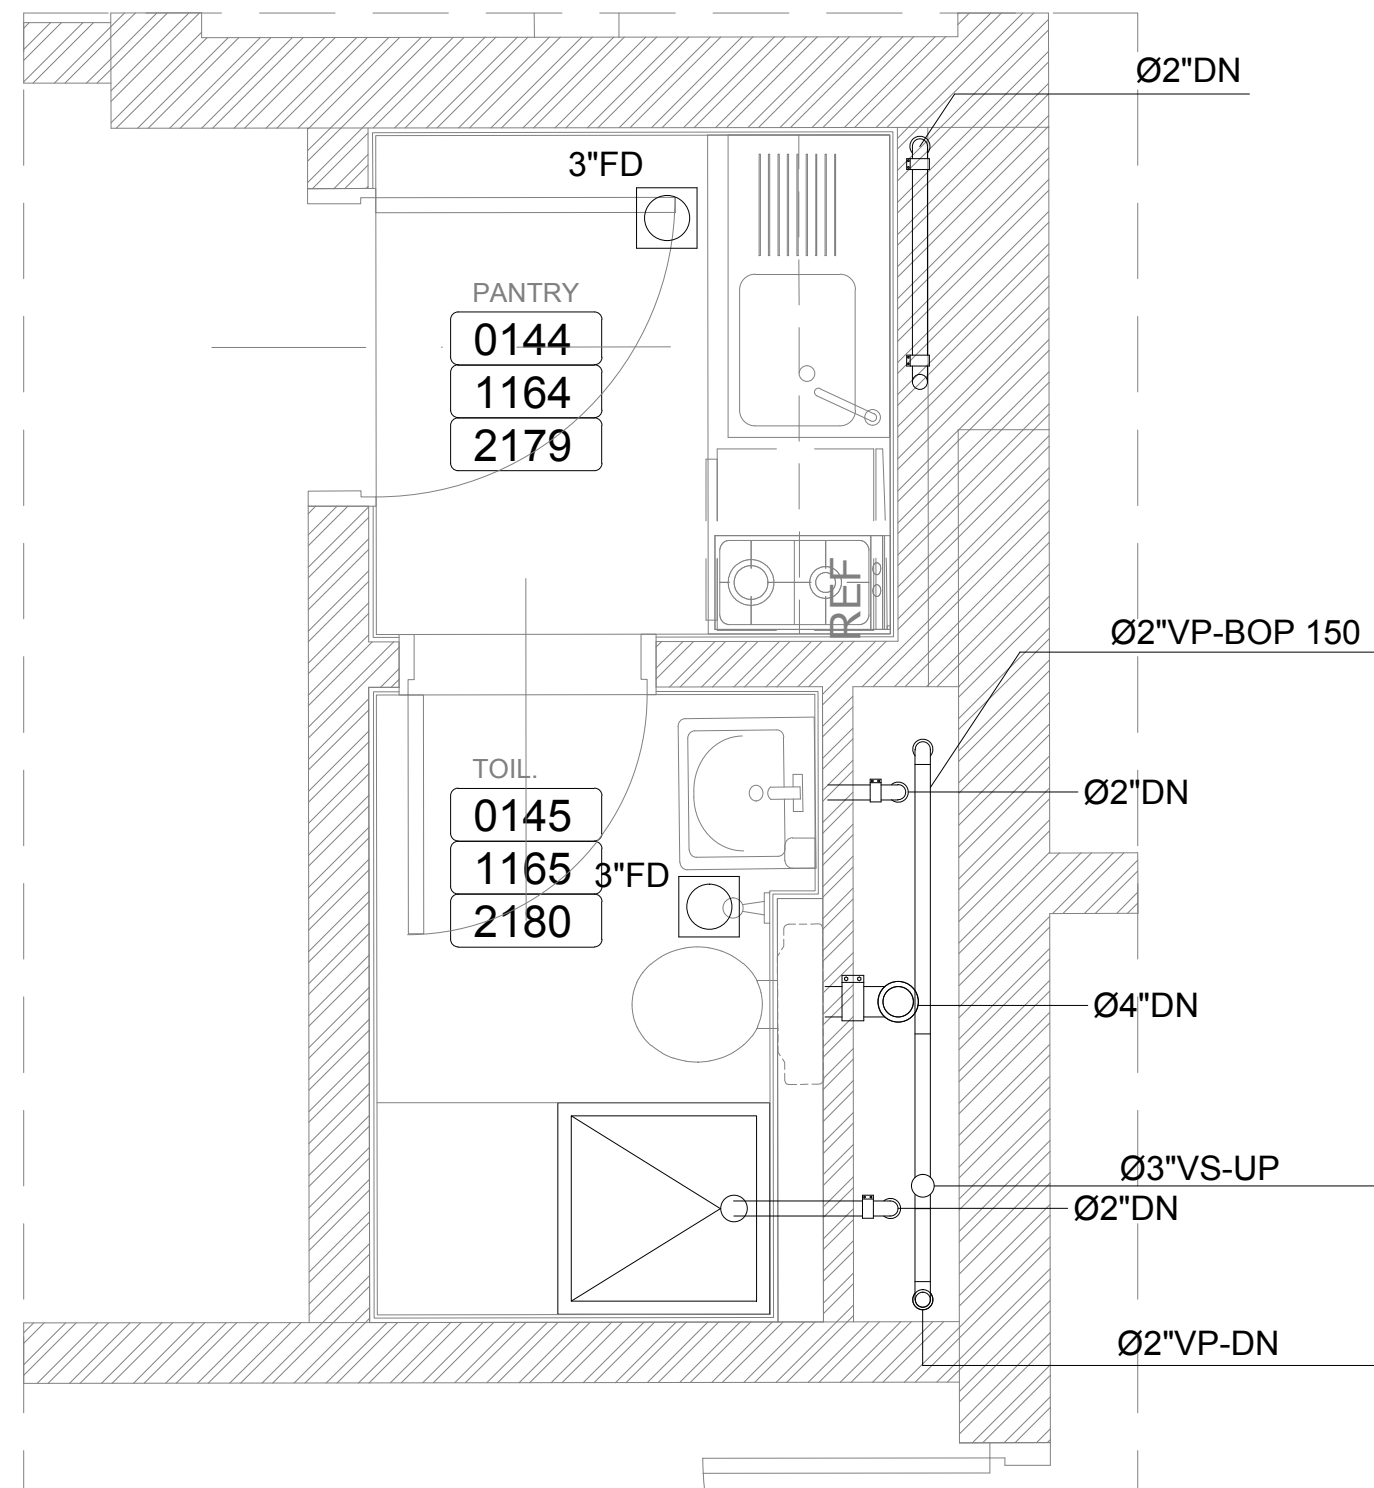 Ø2"DN
3"FD
PANTRY
0144
1164
2179
REF
Ø2"VP-BOP 150
TOIL.
Ø2"DN
0145
1165
3"FD
2180
Ø4"DN
Ø3"VS-UP
Ø2"DN
Ø2"VP-DN